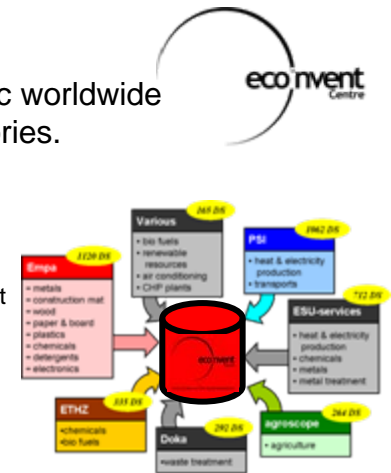 c worldwide
ries.
ecoinvent
Centre
t
165 DS
Various
• bio fuels
• renewable
resources
• air conditioning
• CHP plants
1062 DS
PSI
• heat & electricity
production
• transports
1120 DS
Empa
• metals
• construction mat
• wood
• paper & board
• plastics
• chemicals
• detergents
• electronics
712 DS
ESU-services
• heat & electricity
production
• chemicals
• metals
• metal treatment
ecoinvent
335 DS
ETHZ
•chemicals
•bio fuels
292 DS
Doka
•waste treatment
264 DS
agroscope
• agriculture